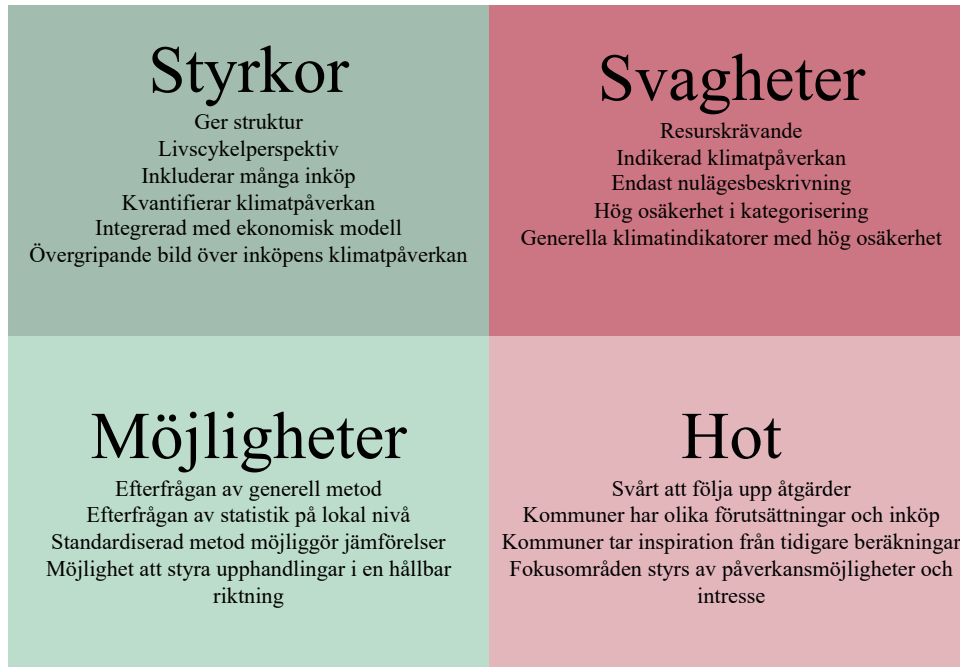 Styrkor
Ger struktur
Livscykelperspektiv
Inkluderar många inköp
Kvantifierar klimatpåverkan
Integrerad med ekonomisk modell
Övergripande bild över inköpens klimatpåverkan
Svagheter
Resurskrävande
Indikerad klimatpåverkan
Endast nulägesbeskrivning
Hög osäkerhet i kategorisering
Generella klimatindikatorer med hög osäkerhet
Möjligheter
Efterfrågan av generell metod
Efterfrågan av statistik på lokal nivå
Standardiserad metod möjliggör jämförelser
Möjlighet att styra upphandlingar i en hållbar
riktning
Hot
Svårt att följa upp åtgärder
Kommuner har olika förutsättningar och inköp
Kommuner tar inspiration från tidigare beräkningar
Fokusområden styrs av påverkansmöjligheter och
intresse